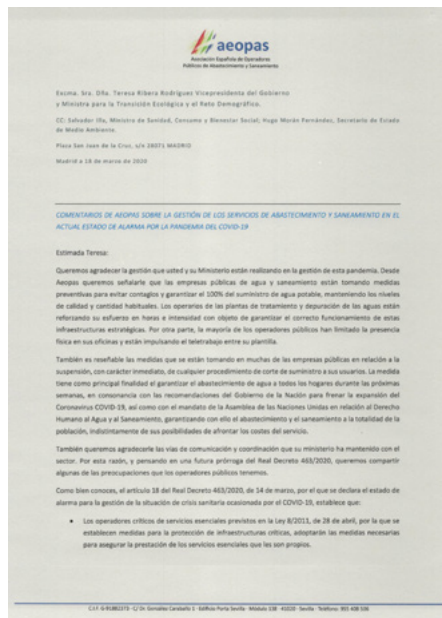 aeopas
Asociación Española de Operadores
Públicos de Abastecimiento y Saneamiento
Excma. Sra. Dña. Teresa Ribera Rodríguez Vicepresidenta del Gobierno
y Ministra para la Transición Ecológica y el Reto Demográfico.
CC: Salvador Illa, Ministro de Sanidad, Consumo y Bienestar Social, Hugo Morán Fernández, Secretario de Estado
de Medio Ambiente.
Plaza San Juan de la Cruz, s/n 28071 MADRID
Madrid a 18 de marzo de 2020
COMENTARIOS DE AEOPAS SOBRE LA GESTIÓN DE LOS SERVICIOS DE ABASTECIMIENTO Y SANEAMIENTO EN EL
ACTUAL ESTADO DE ALARMA POR LA PANDEMIA DEL COVID-19
Estimada Teresa:
Queremos agradecer la gestión que usted y su Ministerio están realizando en la gestión de esta pandemia. Desde
Aeopas queremos señalarle que las empresas públicas de agua y saneamiento están tomando medidas
preventivas para evitar contagios y garantizar el 100% del suministro de agua potable, manteniendo los niveles
de calidad y cantidad habituales. Los operarios de las plantas de tratamiento y depuración de las aguas están
reforzando su esfuerzo en horas e intensidad con objeto de garantizar el correcto funcionamiento de estas
infraestructuras estratégicas. Por otra parte, la mayoría de los operadores públicos han limitado la presencia
física en sus oficinas y están impulsando el teletrabajo entre su plantilla.
También es reseñable las medidas que se están tomando en muchas de las empresas públicas en relación a la
suspensión, con carácter inmediato, de cualquier procedimiento de corte de suministro a sus usuarios. La medida
tiene como principal finalidad el garantizar el abastecimiento de agua a todos los hogares durante las próximas
semanas, en consonancia con las recomendaciones del Gobierno de la Nación para frenar la expansión del
Coronavirus COVID-19, así como con el mandato de la Asamblea de las Naciones Unidas en relación al Derecho
Humano al Agua y al Saneamiento, garantizando con ello el abastecimiento y el saneamiento a la totalidad de la
población, indistintamente de sus posibilidades de afrontar los costes del servicio.
También queremos agradecerle las vías de comunicación y coordinación que su ministerio ha mantenido con el
sector. Por esta razón, y pensando en una futura prórroga del Real Decreto 463/2020, queremos compartir
algunas de las preocupaciones que los operadores públicos tenemos.
Como bien conoces, el artículo 18 del Real Decreto 463/2020, de 14 de marzo, por el que se declara el estado de
alarma para la gestión de la situación de crisis sanitaria ocasionada por el COVID-19, establece que:
• Los operadores críticos de servicios esenciales previstos en la Ley 8/2011, de 28 de abril, por la que se
establecen medidas para la protección de infraestructuras críticas, adoptarán las medidas necesarias
para asegurar la prestación de los servicios esenciales que les son propios.
C.I.F. G-91882373 - C/ Dr. González Caraballo 1 - Edificio Porta Sevilla - Módulo 338 - 41020 - Sevilla - Teléfono: 955 408 506